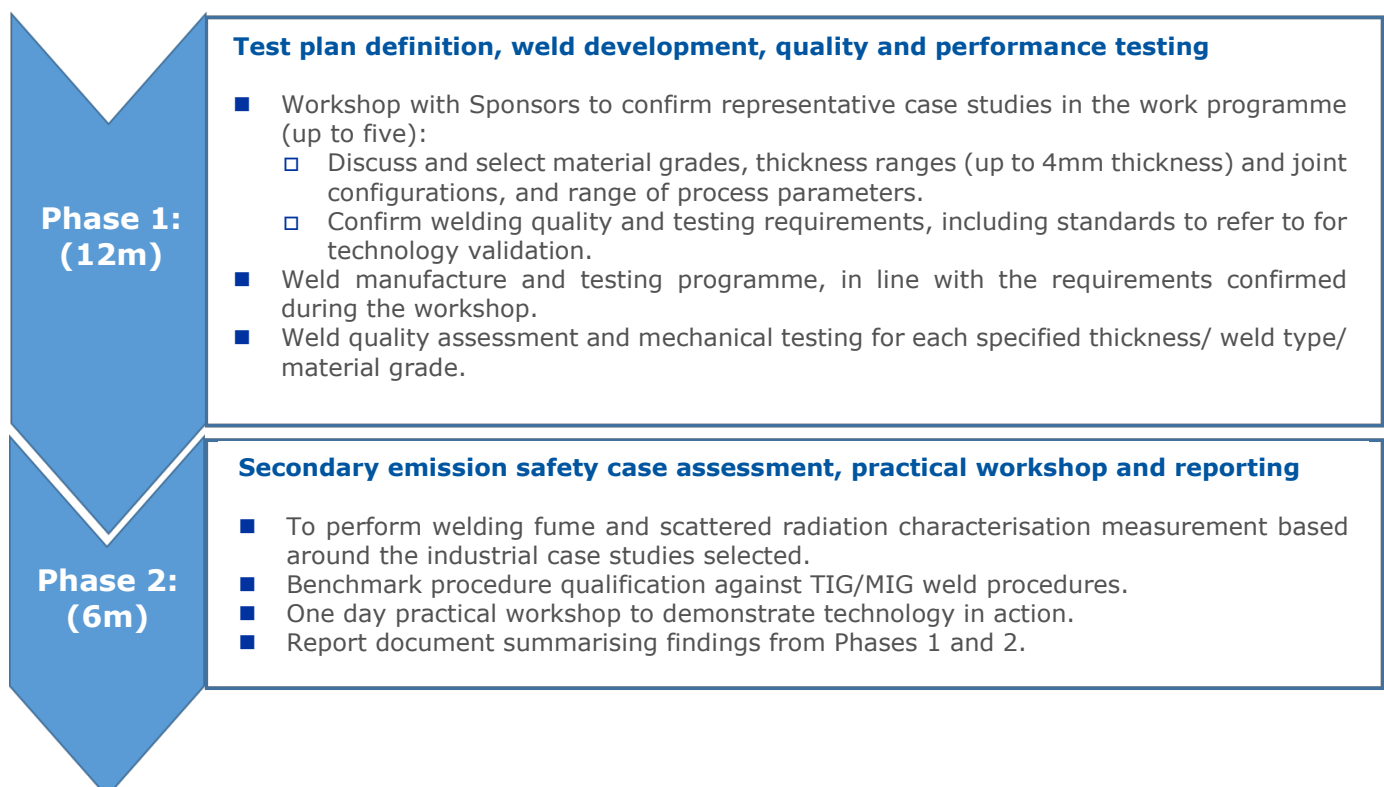 Test plan definition, weld development, quality and performance testing
Workshop with Sponsors to confirm representative case studies in the work programme
(up to five):
Discuss and select material grades, thickness ranges (up to 4mm thickness) and joint
configurations, and range of process parameters.
Confirm welding quality and testing requirements, including standards to refer to for
technology validation.
Weld manufacture and testing programme, in line with the requirements confirmed
during the workshop.
Weld quality assessment and mechanical testing for each specified thickness/ weld type/
material grade.
Phase 1:
(12m)
Secondary emission safety case assessment, practical workshop and reporting
To perform welding fume and scattered radiation characterisation measurement based
around the industrial case studies selected.
Benchmark procedure qualification against TIG/MIG weld procedures.
One day practical workshop to demonstrate technology in action.
Report document summarising findings from Phases 1 and 2.
Phase 2:
(6m)